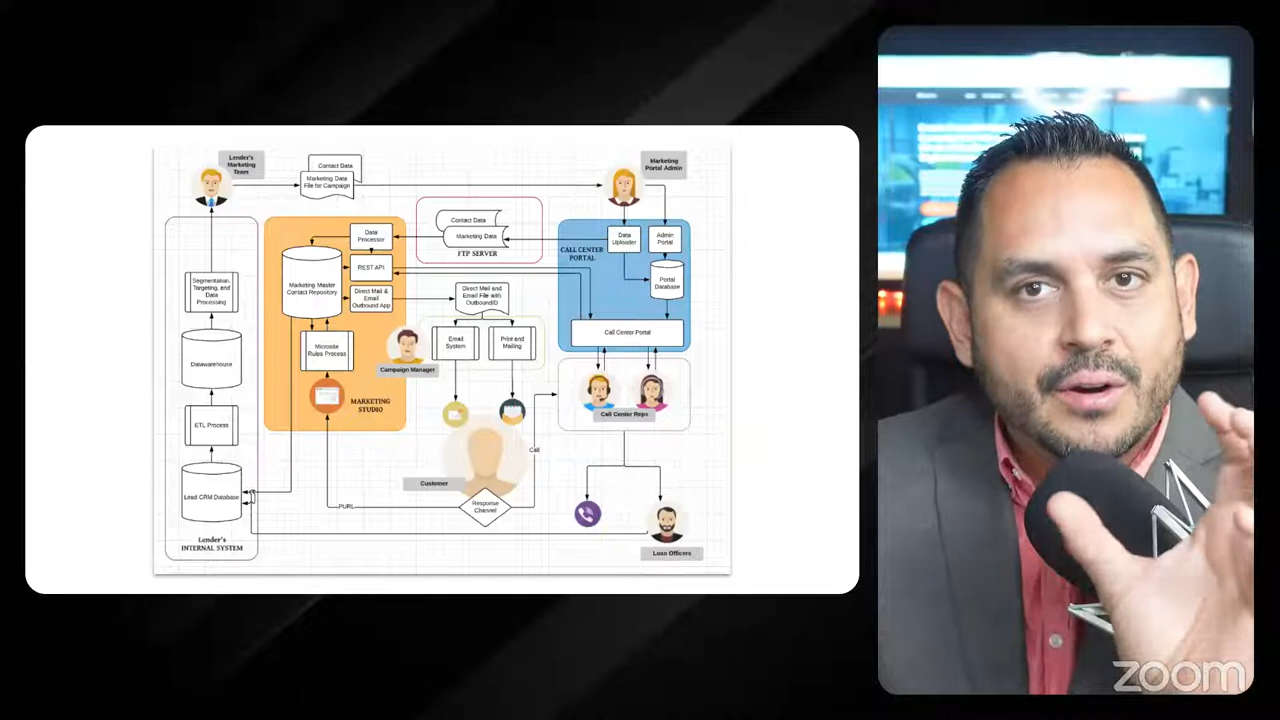 Lender's
Marketing
Team
Contact Data
Marketing Data
File for Campaign
Marketing
Portal Admin
Contact Data
Marketing Data
FTP SERVER
Data
Processor
REST API
Marketing Master
Contact Repository
Direct Mail &
Email
Outbound App
Microsite
Rules Process
MARKETING
STUDIO
CALL CENTER
PORTAL
Data
Uploader
Admin
Portal
Portal
Database
Call Center Portal
Segmentation,
Targeting, and
Data
Processing
Datawarehouse
ETL Process
Lead CRM Database
Lender's
INTERNAL SYSTEM
Direct Mail and
Email File with
OutboundID
Email
System
Print and
Mailing
Campaign Manager
Call Center Reps
Call
Customer
Response
Channel
PURL
Loan Officers
zoom